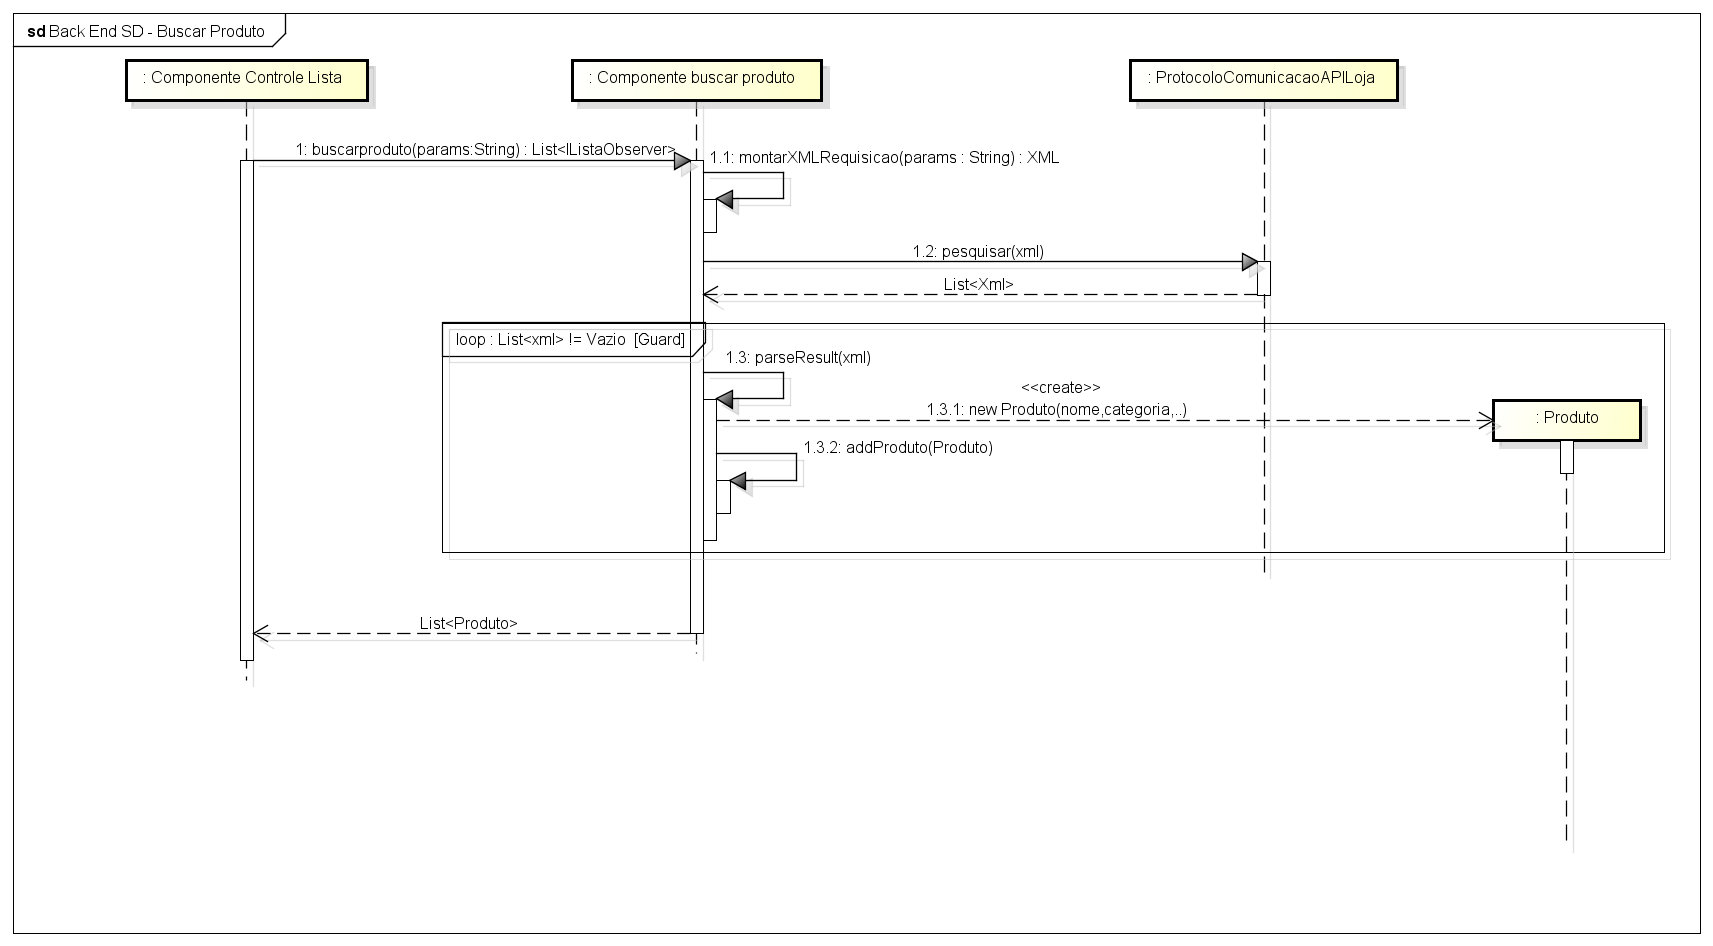 sd Back End SD - Buscar Produto
: Componente Controle Lista
: Componente buscar produto
: ProtocoloComunicacaoAPILoja
1: buscarproduto(params:String) : List<IListaObserver>
1.1: montarXMLRequisicao(params : String) : XML
1.2: pesquisar(xml)
List<Xml>
loop : List<xml> != Vazio [Guard]
1.3: parseResult(xml)
<<create>>
1.3.1: new Produto(nome,categoria,..)
: Produto
1.3.2: addProduto(Produto)
List<Produto>